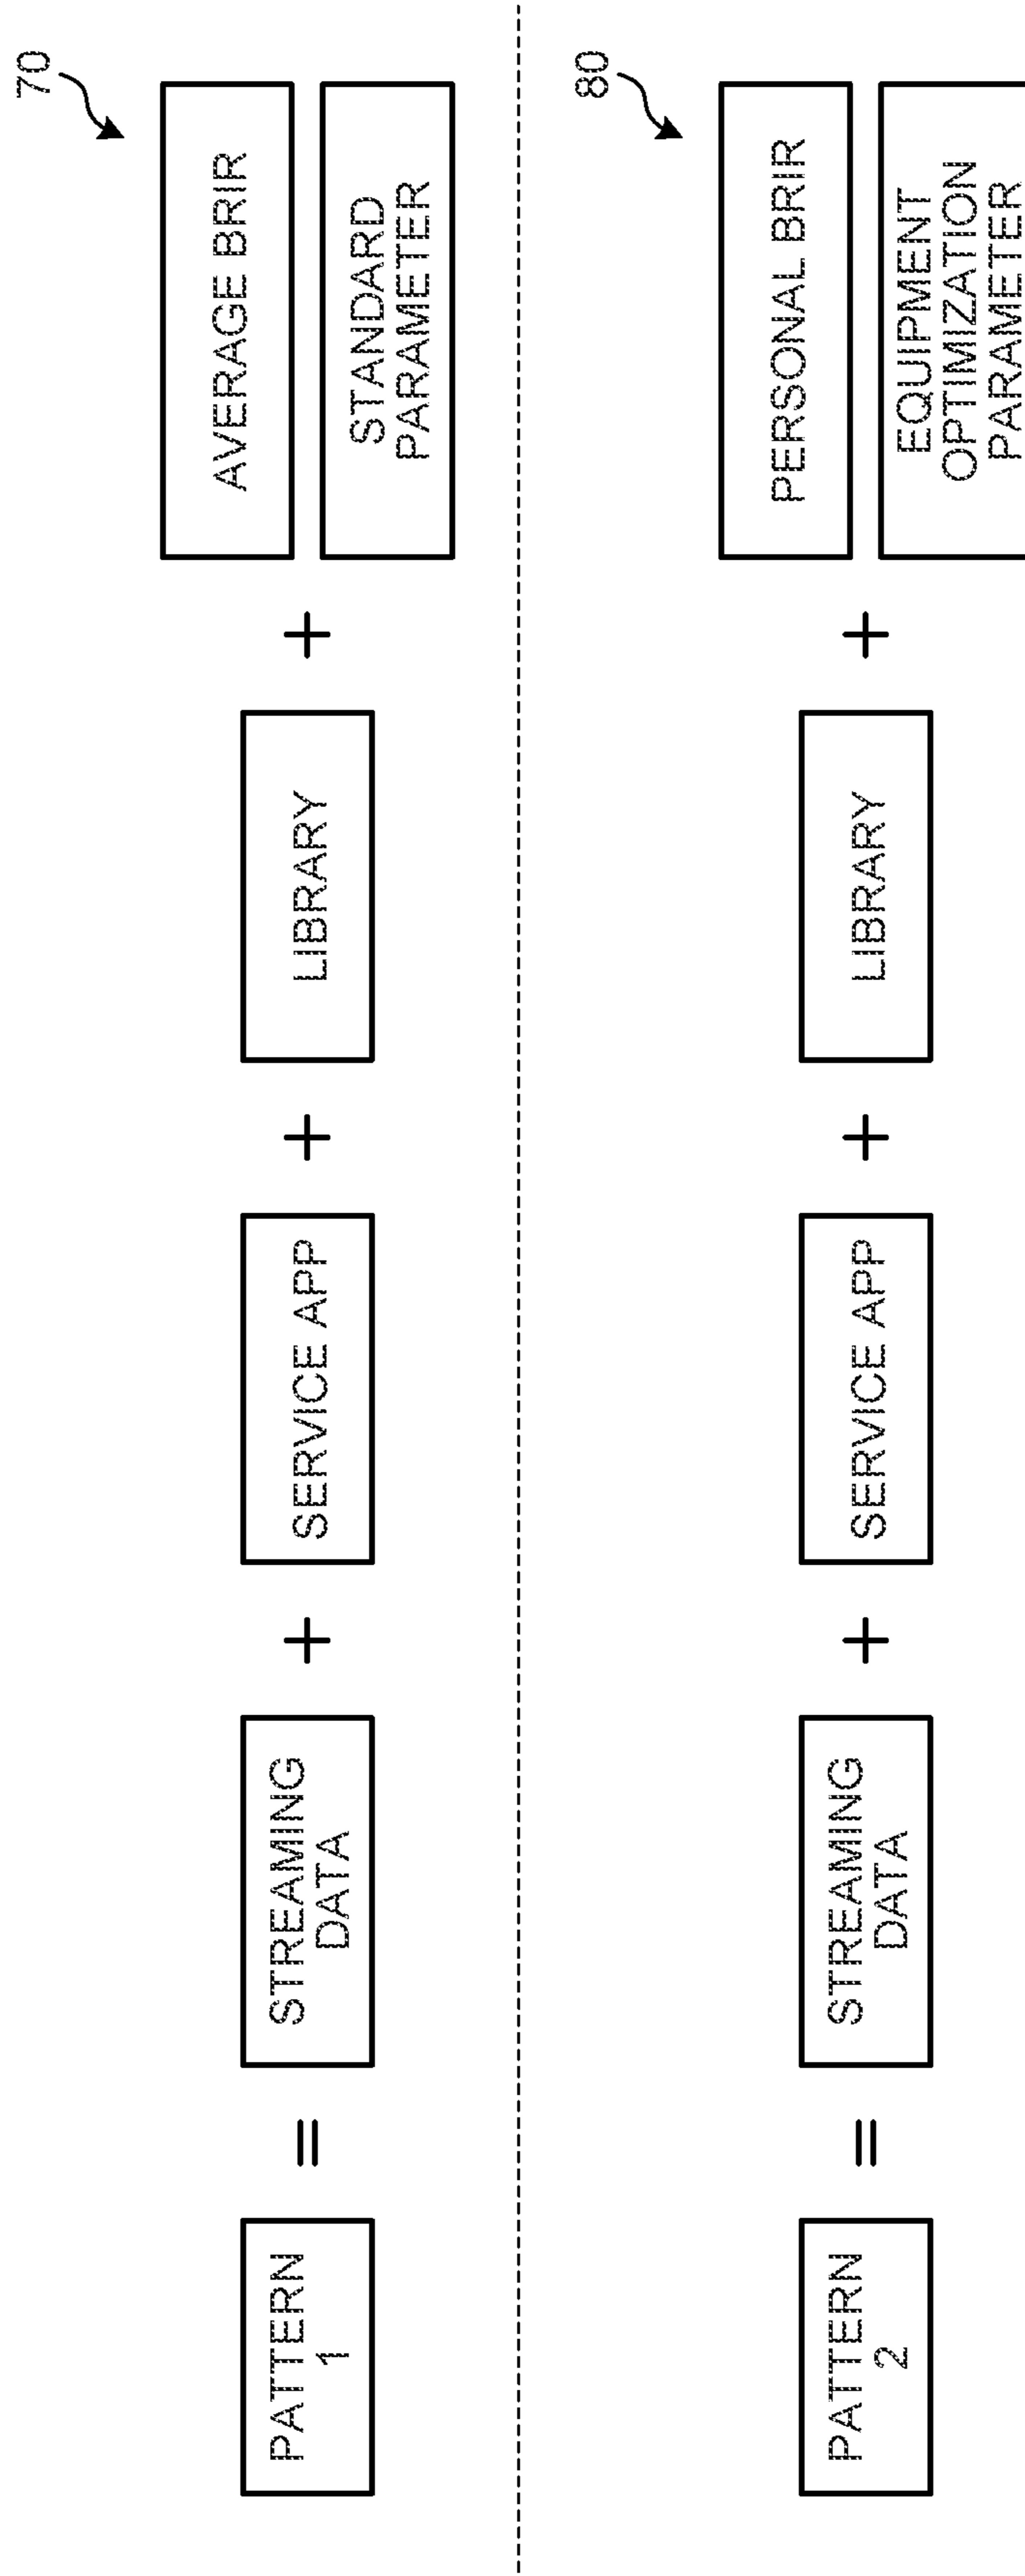 70
PATTERN
1
=
STREAMING
DATA
+
SERVICE APP
+
LIBRARY
+
AVERAGE BRIR
STANDARD
PARAMETER
80
PATTERN
2
=
STREAMING
DATA
+
SERVICE APP
+
LIBRARY
+
PERSONAL BRIR
EQUIPMENT
OPTIMIZATION
PARAMETER